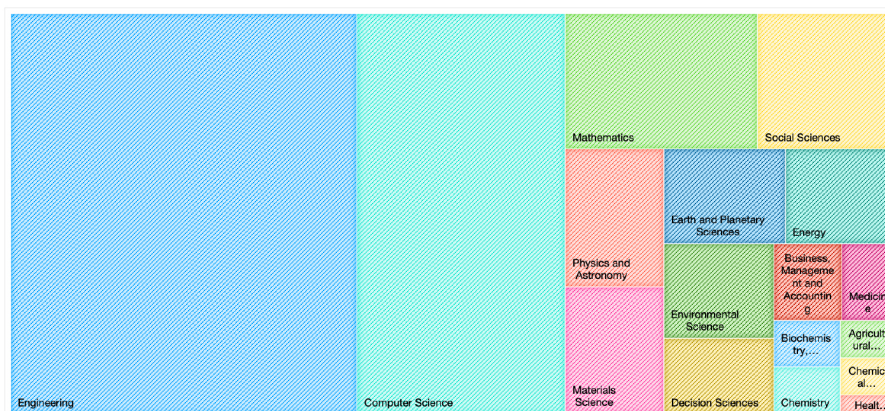 Engineering
Computer Science
Mathematics
Social Sciences
Physics and
Astronomy
Materials
Science
Earth and Planetary
Sciences
Energy
Environmental
Science
Decision Sciences
Business,
Manageme
nt and
Accountin
g
Medicin
e
Biochemis
try,...
Chemistry
Agricult
ural...
Chemic
al...
Healt...